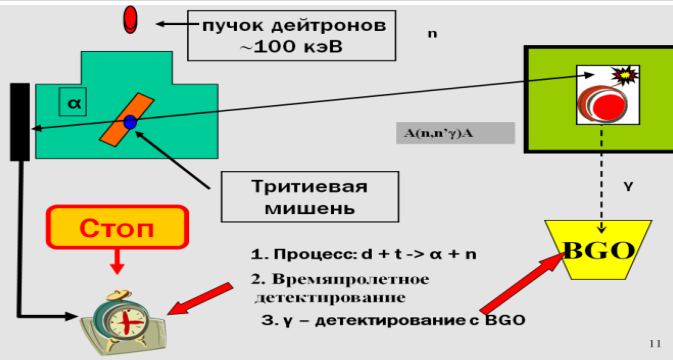 пучок дейтронов
~100 кэВ
n
α
A(n,n’γ)A
Тритиевая
мишень
γ
Стоп
BGO
1. Процесс: d + t -> α + n
2. Времяпролетное
детектирование
3. γ – детектирование с BGO
11